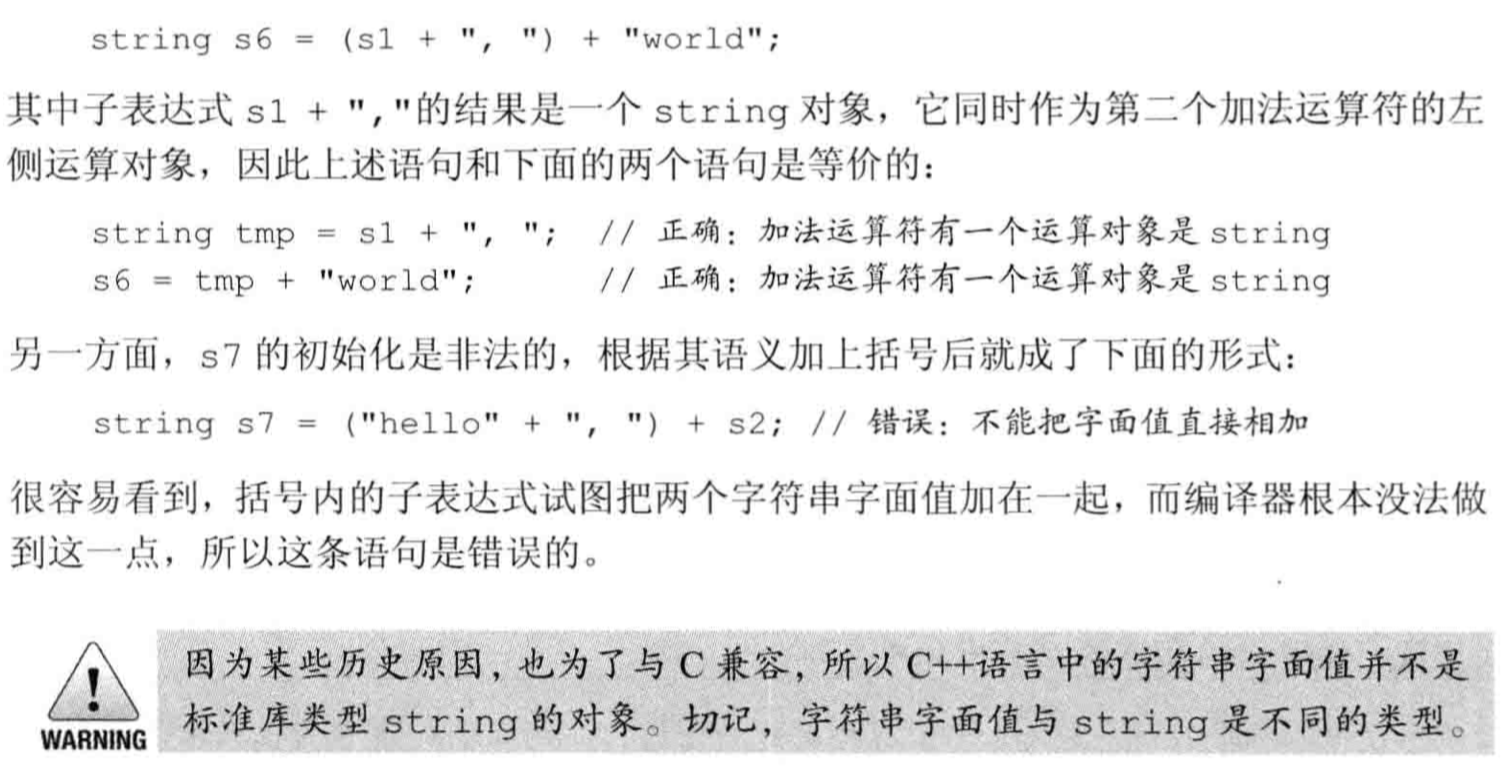 string s6 = (s1 + ", ") + "world";
其中子表达式 s1 + ","的结果是一个 string 对象，它同时作为第二个加法运算符的左
侧运算对象，因此上述语句和下面的两个语句是等价的：
string tmp = s1 + ", "; // 正确：加法运算符有一个运算对象是 string
s6 = tmp + "world"; // 正确：加法运算符有一个运算对象是 string
另一方面，s7 的初始化是非法的，根据其语义加上括号后就成了下面的形式：
string s7 = ("hello" + ", ") + s2; // 错误：不能把字面值直接相加
很容易看到，括号内的子表达式试图把两个字符串字面值加在一起，而编译器根本没法做
到这一点，所以这条语句是错误的。
因为某些历史原因，也为了与 C 兼容，所以 C++语言中的字符串字面值并不是
标准库类型 string 的对象。切记，字符串字面值与 string 是不同的类型。
WARNING